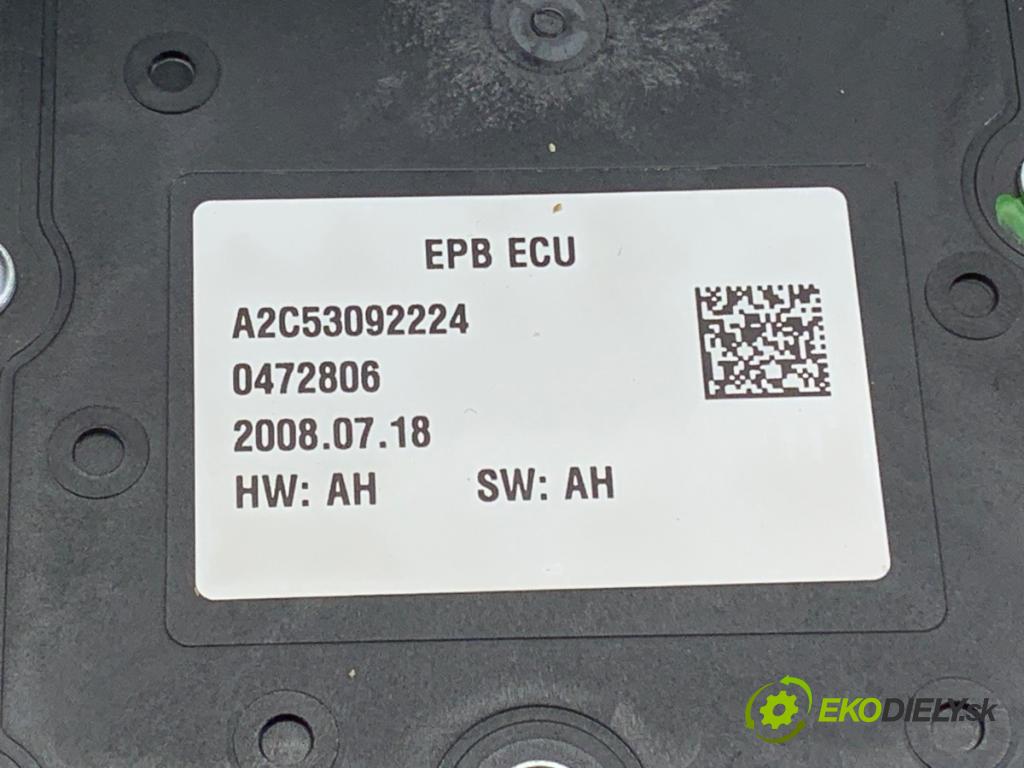 EPB ECU
A2C53092224
0472806
2008.07.18
HW: AH SW: AH
EKODIELY.sk